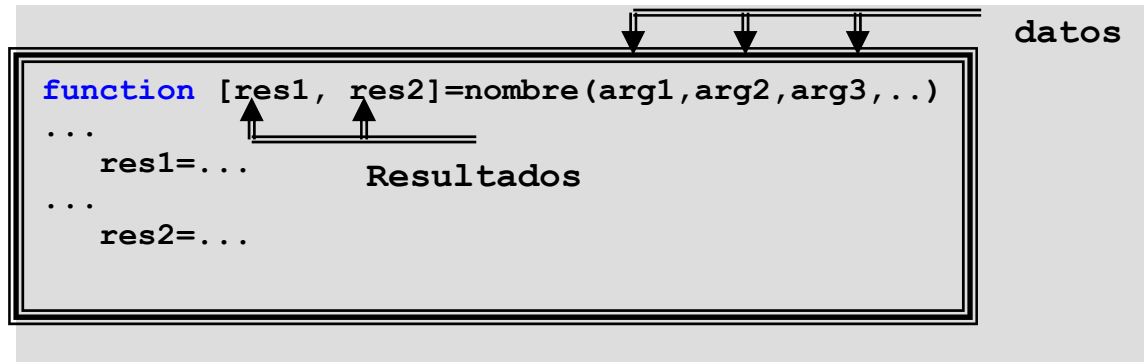 datos
function [res1, res2]=nombre(arg1,arg2,arg3,..)
...
res1=...
Resultados
...
res2=...